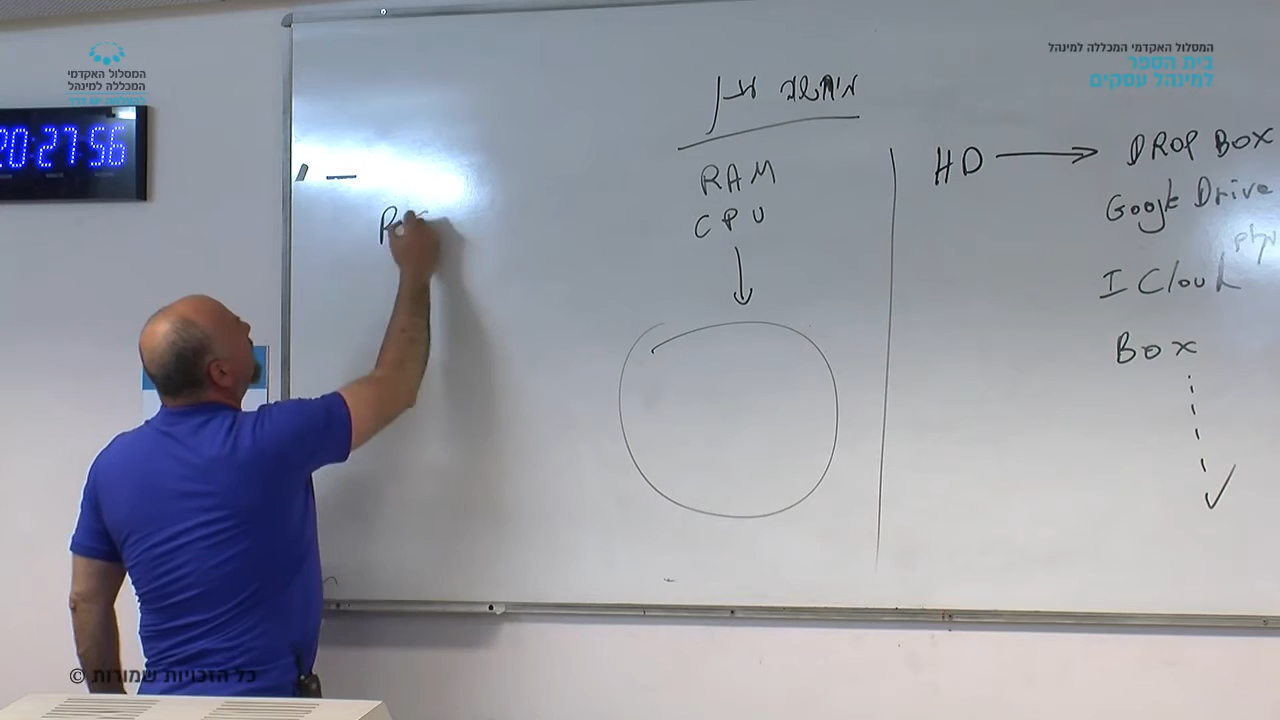 המסלול האקדמי
המכללה למינהל
המסלול האקדמי המכללה למינהל
בית הספר
למינהל עסקים
20:27:56
מיחשוב ענן
RAM
CPU
HD → DROP BOX
Google Drive
I Cloud
Box
כל הזכויות שמורות ©